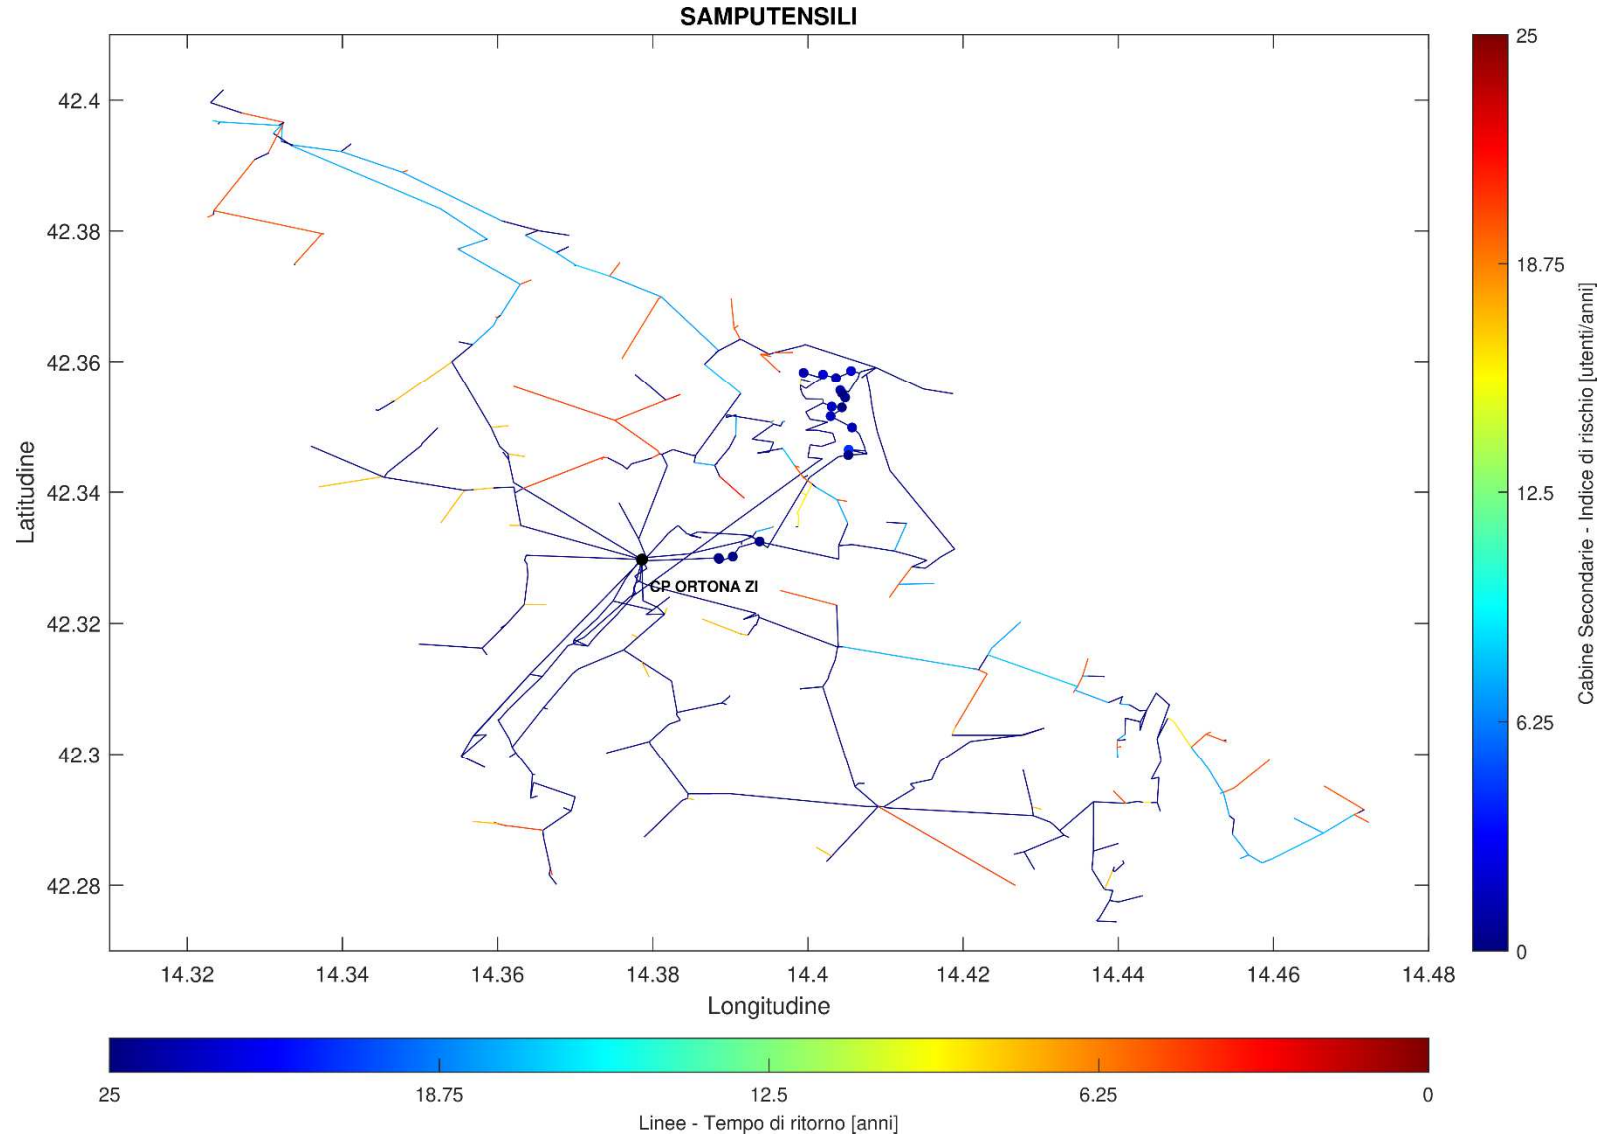 SAMPUTENSILI
42.4
42.38
42.36
42.34
42.32
42.3
42.28
Latitudine
CP ORTONA ZI
14.32 14.34 14.36 14.38 14.4 14.42 14.44 14.46 14.48
Longitudine
25
18.75
12.5
6.25
0
Cabine Secondarie - Indice di rischio [utenti/anni]
25 18.75 12.5 6.25 0
Linee - Tempo di ritorno [anni]